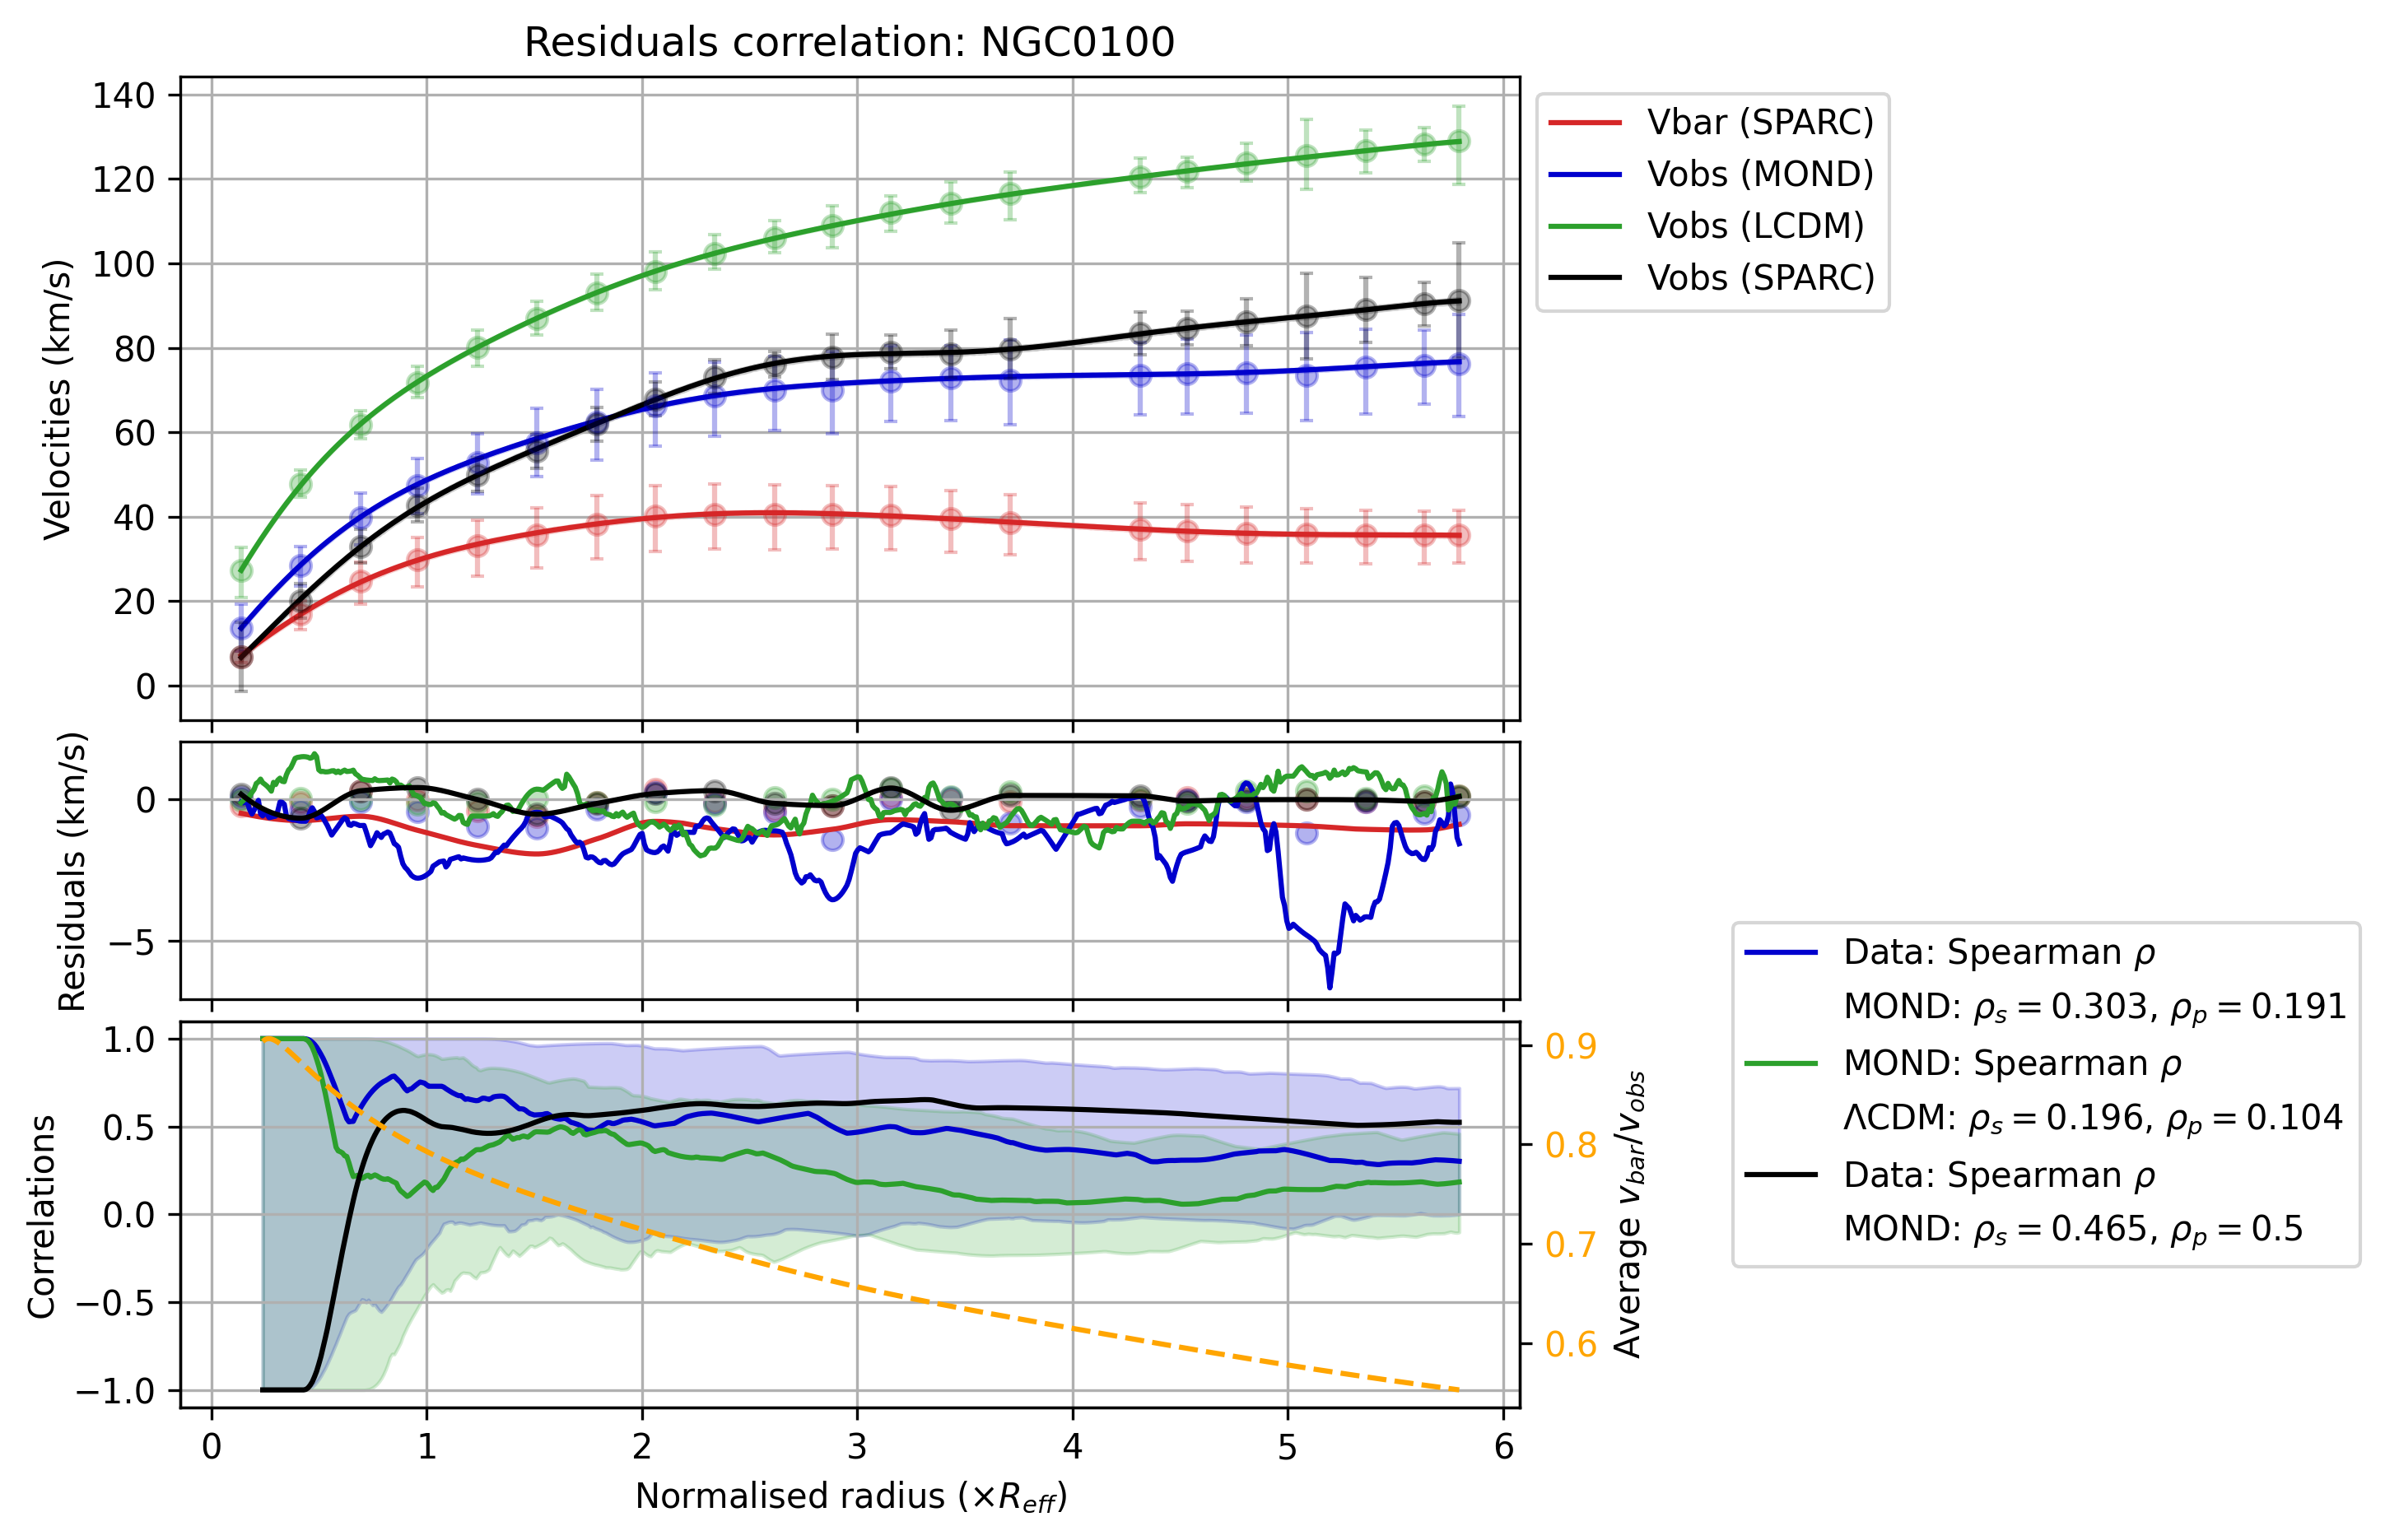 Residuals correlation: NGC0100
Velocities (km/s)
140
120
100
80
60
40
20
0
Vbar (SPARC)
Vobs (MOND)
Vobs (LCDM)
Vobs (SPARC)
Residuals (km/s)
0
−5
Correlations
1.0
0.5
0.0
−0.5
−1.0
0.9
0.8
0.7
0.6
Average v_bar/v_obs
Data: Spearman ρ
MOND: ρ_s = 0.303, ρ_p = 0.191
MOND: Spearman ρ
ΛCDM: ρ_s = 0.196, ρ_p = 0.104
Data: Spearman ρ
MOND: ρ_s = 0.465, ρ_p = 0.5
0 1 2 3 4 5 6
Normalised radius (×R_eff)